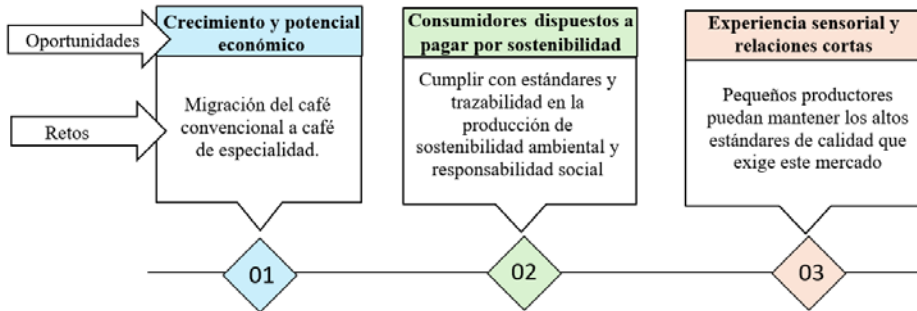 Oportunidades
Retos
Crecimiento y potencial
económico
Migración del café
convencional a café
de especialidad.
01
Consumidores dispuestos a
pagar por sostenibilidad
Cumplir con estándares y
trazabilidad en la
producción de
sostenibilidad ambiental y
responsabilidad social
02
Experiencia sensorial y
relaciones cortas
Pequeños productores
puedan mantener los altos
estándares de calidad que
exige este mercado
03